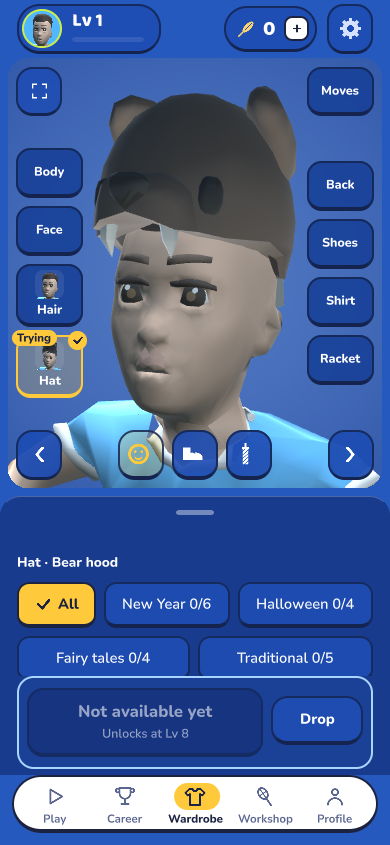 Lv 1
0
+
Moves
Body
Back
Face
Shoes
Hair
Shirt
Trying
Hat
Racket
Hat · Bear hood
All
New Year 0/6
Halloween 0/4
Fairy tales 0/4
Traditional 0/5
Not available yet
Unlocks at Lv 8
Drop
Play
Career
Wardrobe
Workshop
Profile